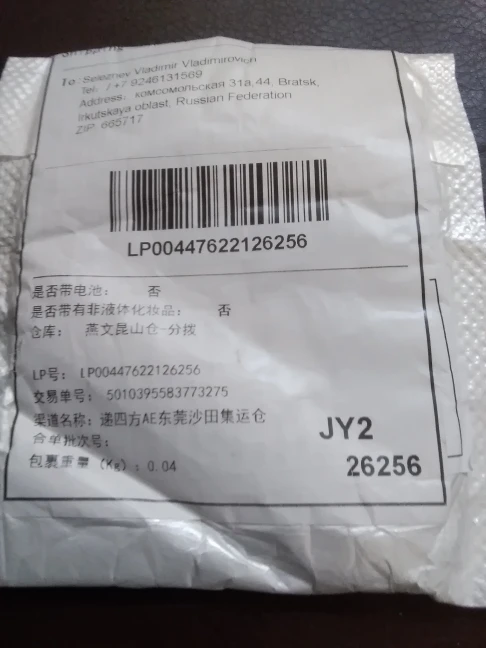 To: Seleznev Vladimir Vladimirovich
Tel: / +7 9246131569
Address: комсомольская 31а,44, Bratsk,
Irkutskaya oblast, Russian Federation
ZIP: 665717
LP00447622126256
是否带电池： 否
是否带有非液体化妆品： 否
仓库： 燕文昆山仓-分拨
LP号： LP00447622126256
交易单号： 5010395583773275
渠道名称： 递四方AE东莞沙田集运仓
合单批次号：
包裹重量 (Kg) : 0.04
JY2
26256